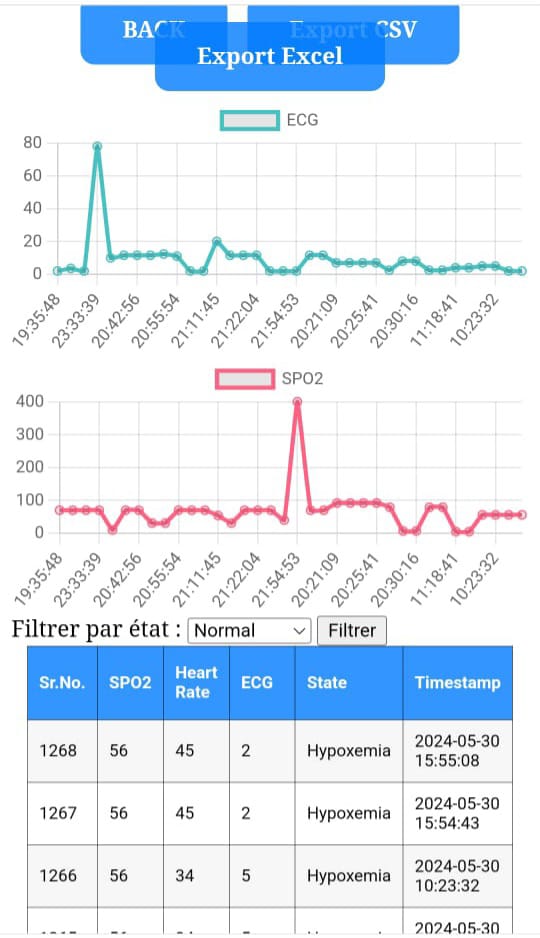 BACK Export CSV
Export Excel
ECG
80
60
40
20
0
19:35:48 23:33:39 20:42:56 20:55:54 21:11:45 21:22:04 21:54:53 20:21:09 20:25:41 20:30:16 11:18:41 10:23:32
SPO2
400
300
200
100
0
19:35:48 23:33:39 20:42:56 20:55:54 21:11:45 21:22:04 21:54:53 20:21:09 20:25:41 20:30:16 11:18:41 10:23:32
Filtrer par état : Normal Filtrer
Sr.No. SPO2 Heart Rate ECG State Timestamp
1268 56 45 2 Hypoxemia 2024-05-30 15:55:08
1267 56 45 2 Hypoxemia 2024-05-30 15:54:43
1266 56 34 5 Hypoxemia 2024-05-30 10:23:32
2024-05-30